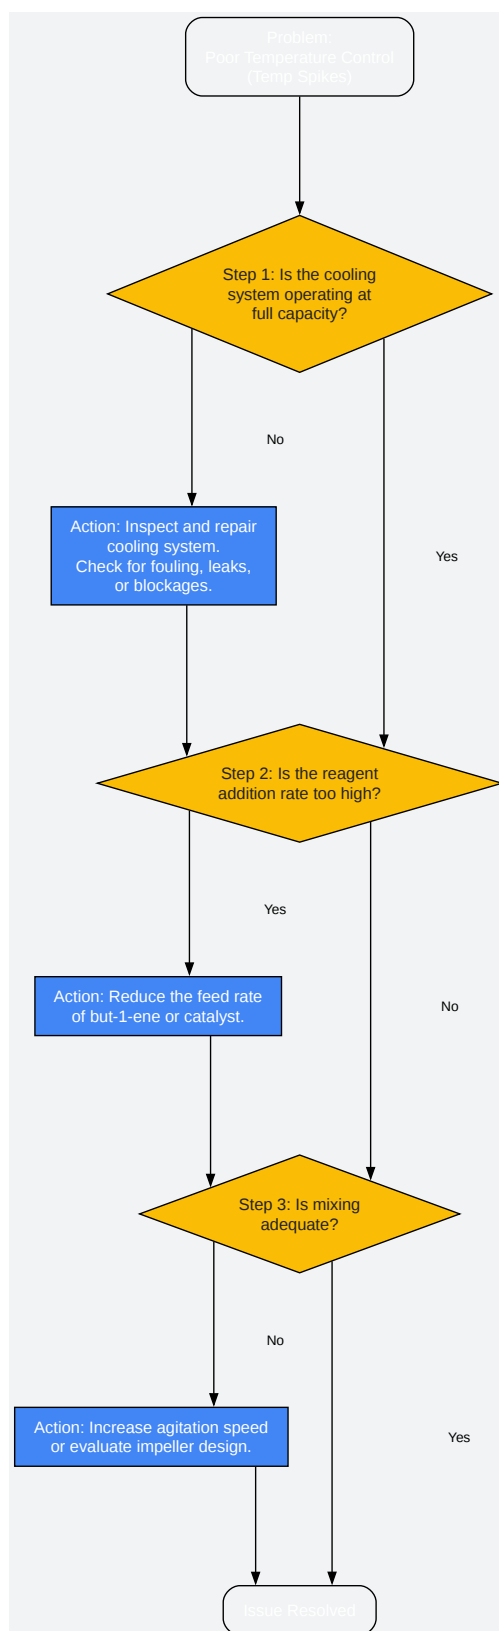 Problem:
Poor Temperature Control
(Temp Spikes)
Step 1: Is the cooling
system operating at
full capacity?
No
Action: Inspect and repair
cooling system.
Check for fouling, leaks,
or blockages.
Yes
Step 2: Is the reagent
addition rate too high?
Yes
Action: Reduce the feed rate
of but-1-ene or catalyst.
No
Step 3: Is mixing
adequate?
No
Action: Increase agitation speed
or evaluate impeller design.
Yes
Issue Resolved